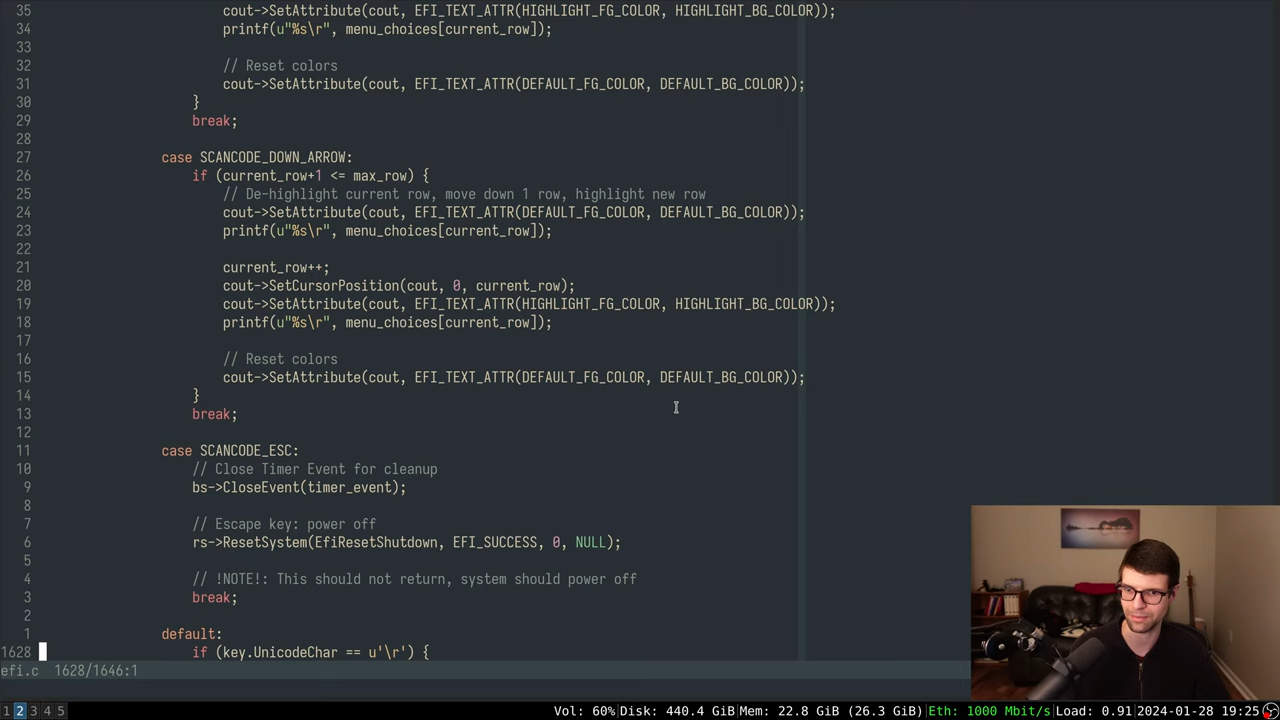 35                         cout->SetAttribute(cout, EFI_TEXT_ATTR(HIGHLIGHT_FG_COLOR, HIGHLIGHT_BG_COLOR));
34                         printf(u"%s\r", menu_choices[current_row]);
33
32                         // Reset colors
31                         cout->SetAttribute(cout, EFI_TEXT_ATTR(DEFAULT_FG_COLOR, DEFAULT_BG_COLOR));
30                     }
29                     break;
28
27                 case SCANCODE_DOWN_ARROW:
26                     if (current_row+1 <= max_row) {
25                         // De-highlight current row, move down 1 row, highlight new row
24                         cout->SetAttribute(cout, EFI_TEXT_ATTR(DEFAULT_FG_COLOR, DEFAULT_BG_COLOR));
23                         printf(u"%s\r", menu_choices[current_row]);
22
21                         current_row++;
20                         cout->SetCursorPosition(cout, 0, current_row);
19                         cout->SetAttribute(cout, EFI_TEXT_ATTR(HIGHLIGHT_FG_COLOR, HIGHLIGHT_BG_COLOR));
18                         printf(u"%s\r", menu_choices[current_row]);
17
16                         // Reset colors
15                         cout->SetAttribute(cout, EFI_TEXT_ATTR(DEFAULT_FG_COLOR, DEFAULT_BG_COLOR));
14                     }
13                     break;
12
11                 case SCANCODE_ESC:
10                     // Close Timer Event for cleanup
9                     bs->CloseEvent(timer_event);
8
7                     // Escape key: power off
6                     rs->ResetSystem(EfiResetShutdown, EFI_SUCCESS, 0, NULL);
5
4                     // !NOTE!: This should not return, system should power off
3                     break;
2
1                 default:
1628                     if (key.UnicodeChar == u'\r') {
efi.c  1628/1646:1
1 2 3 4 5 Vol: 60%|Disk: 440.4 GiB|Mem: 22.8 GiB (26.3 GiB)|Eth: 1000 Mbit/s|Load: 0.91|2024-01-28 19:25